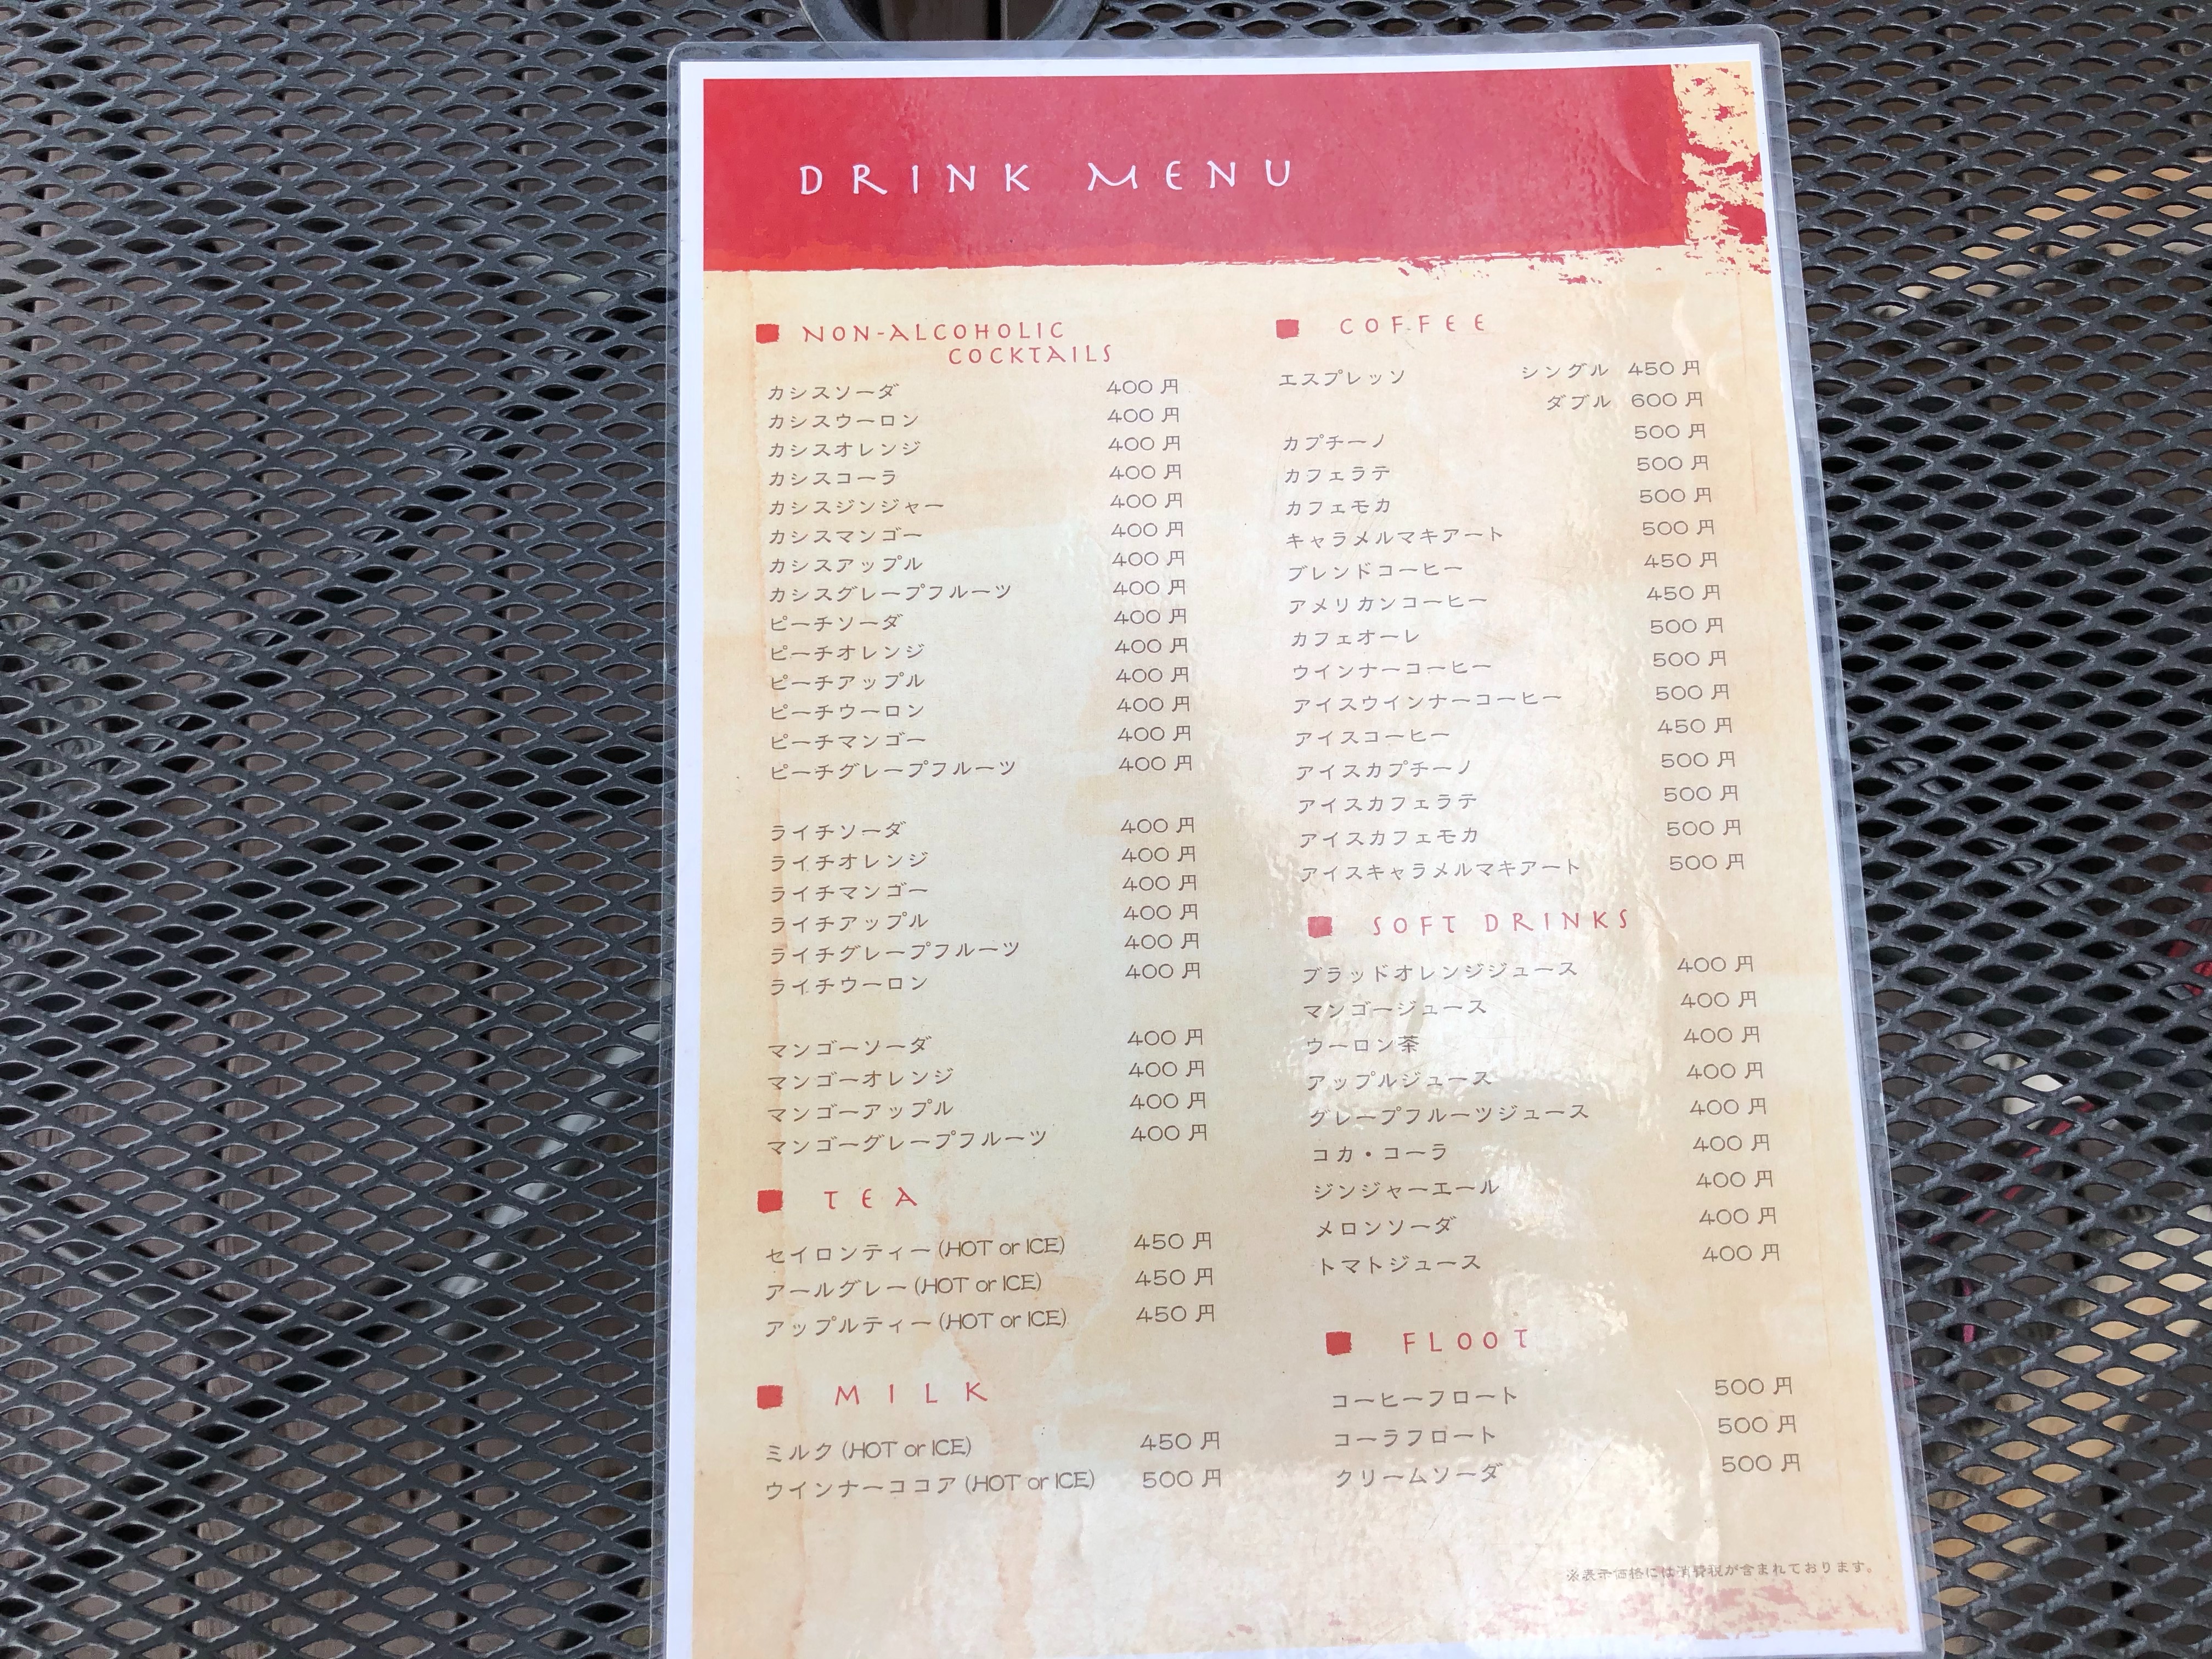 DRINK MENU
NON-ALCOHOLIC
COCKTAILS
カシスソーダ 400円
カシスウーロン 400円
カシスオレンジ 400円
カシスコーラ 400円
カシスジンジャー 400円
カシスマンゴー 400円
カシスアップル 400円
カシスグレープフルーツ 400円
ピーチソーダ 400円
ピーチオレンジ 400円
ピーチアップル 400円
ピーチウーロン 400円
ピーチマンゴー 400円
ピーチグレープフルーツ 400円
ライチソーダ 400円
ライチオレンジ 400円
ライチマンゴー 400円
ライチアップル 400円
ライチグレープフルーツ 400円
ライチウーロン 400円
マンゴーソーダ 400円
マンゴーオレンジ 400円
マンゴーアップル 400円
マンゴーグレープフルーツ 400円
TEA
セイロンティー(HOT or ICE) 450円
アールグレー(HOT or ICE) 450円
アップルティー(HOT or ICE) 450円
MILK
ミルク(HOT or ICE) 450円
ウインナーココア(HOT or ICE) 500円
COFFEE
エスプレッソ シングル 450円
ダブル 600円
カプチーノ 500円
カフェラテ 500円
カフェモカ 500円
キャラメルマキアート 500円
ブレンドコーヒー 450円
アメリカンコーヒー 450円
カフェオーレ 500円
ウインナーコーヒー 500円
アイスウインナーコーヒー 500円
アイスコーヒー 450円
アイスカプチーノ 500円
アイスカフェラテ 500円
アイスカフェモカ 500円
アイスキャラメルマキアート 500円
SOFT DRINKS
ブラッドオレンジジュース 400円
マンゴージュース 400円
ウーロン茶 400円
アップルジュース 400円
グレープフルーツジュース 400円
コカ・コーラ 400円
ジンジャーエール 400円
メロンソーダ 400円
トマトジュース 400円
FLOOT
コーヒーフロート 500円
コーラフロート 500円
クリームソーダ 500円
※表示価格には消費税が含まれております。